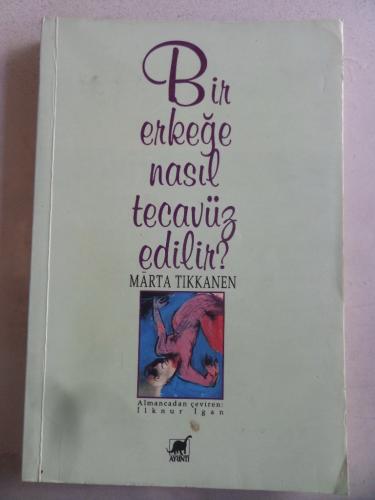 Bir
erkeğe
nasıl
tecavüz
edilir?
MÄRTA TIKKANEN
Almancadan çeviren:
İlknur İgan
AYRINTI